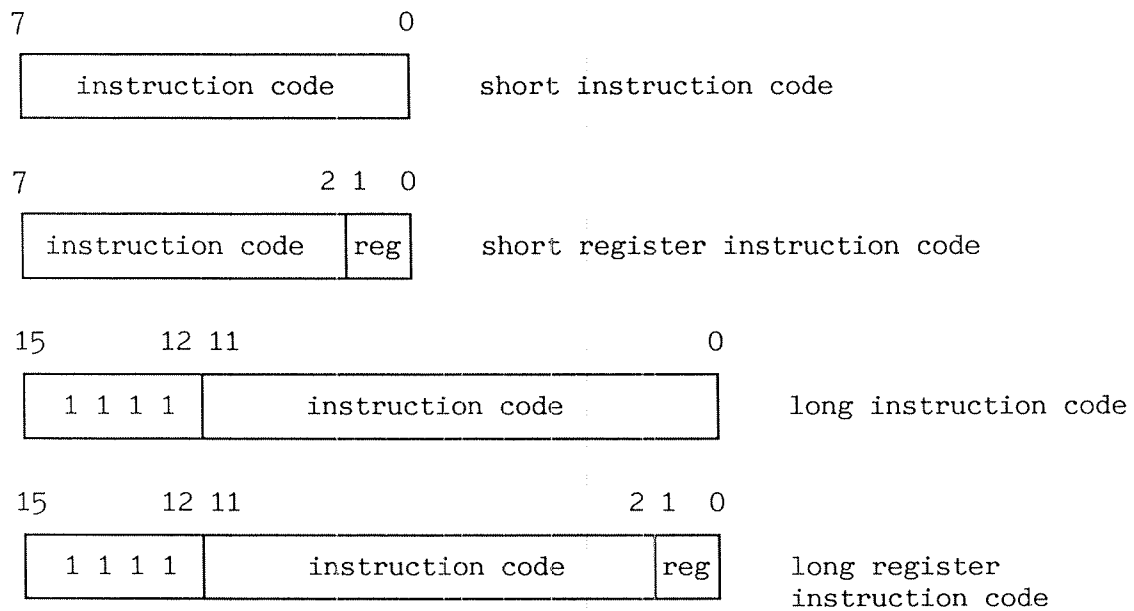 7 0
instruction code short instruction code
7 2 1 0
instruction code reg short register instruction code
15 12 11 0
1 1 1 1 instruction code long instruction code
15 12 11 2 1 0
1 1 1 1 instruction code reg long register
instruction code